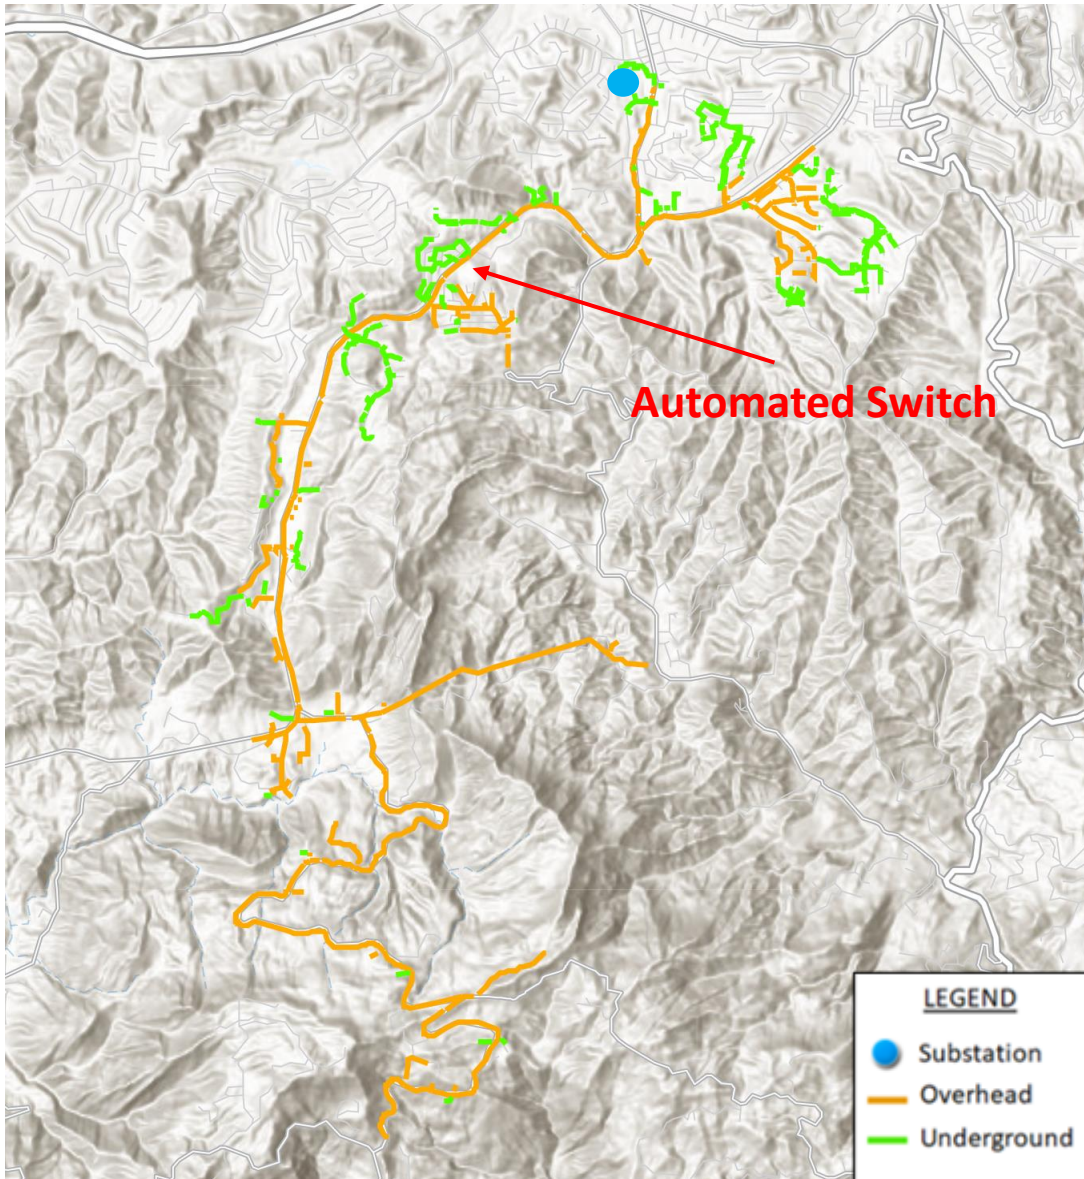 Automated Switch
LEGEND
Substation
Overhead
Underground